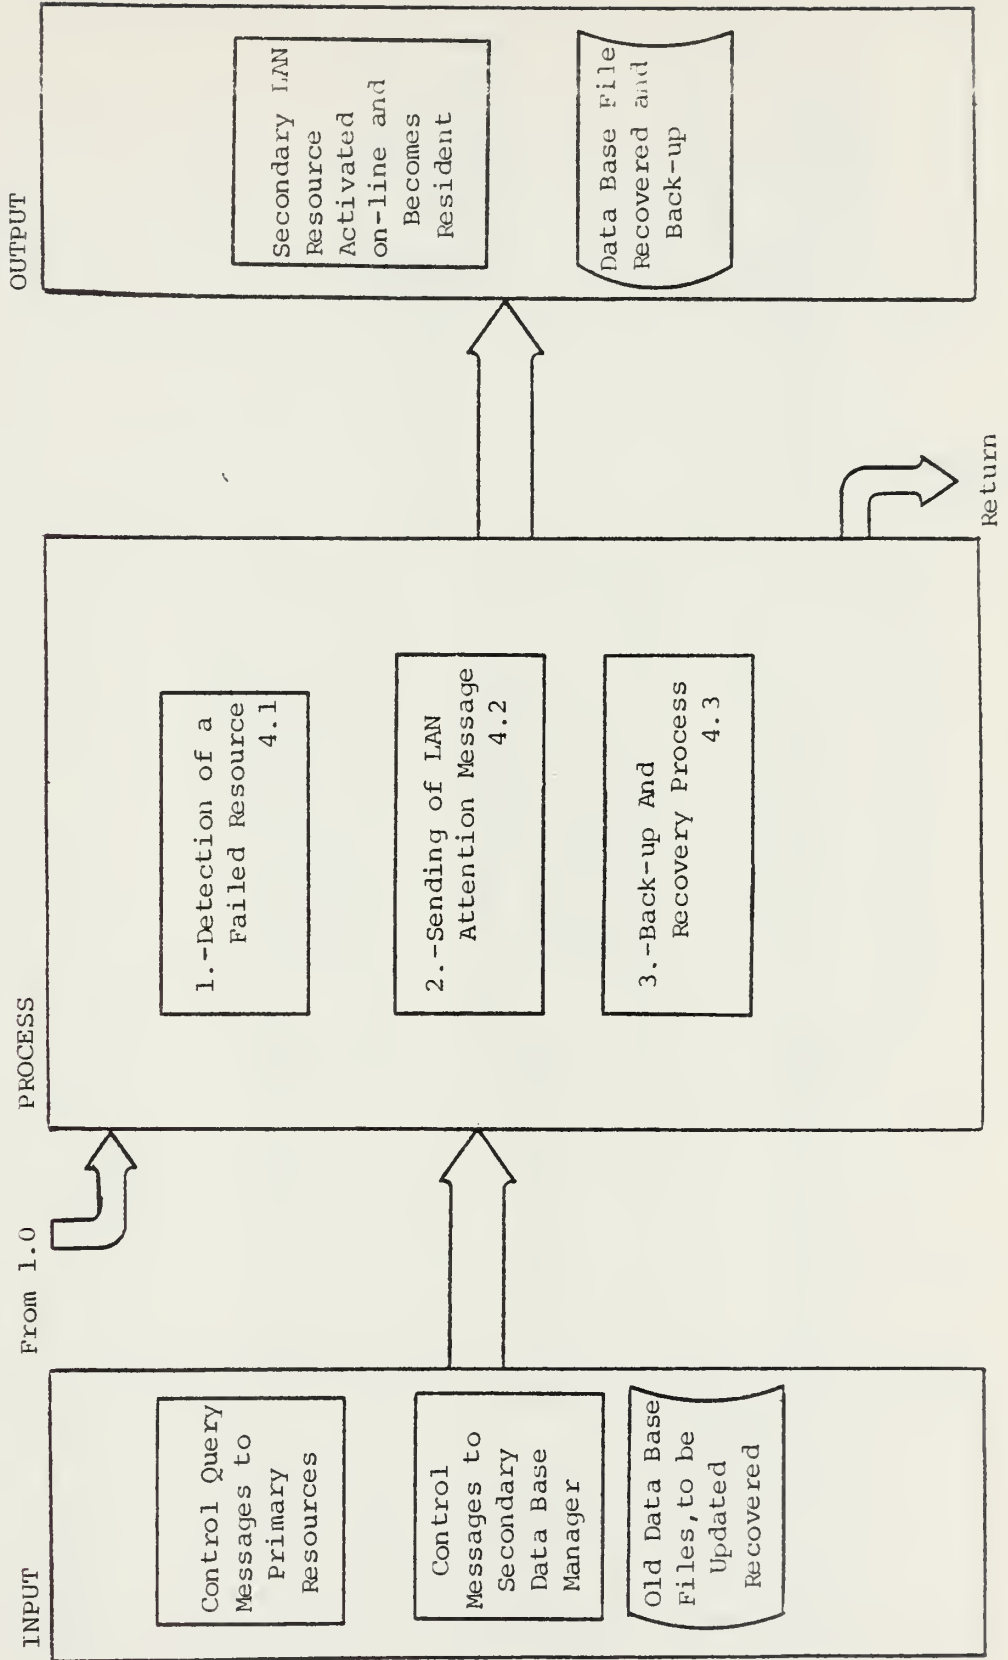 INPUT
From 1.0
PROCESS
OUTPUT
Control Query
Messages to
Primary
Resources
Control
Messages to
Secondary
Data Base
Manager
Old Data Base
Files,to be
Updated
Recovered
1.-Detection of a
Failed Resource
4.1
2.-Sending of LAN
Attention Message
4.2
3.-Back-up And
Recovery Process
4.3
Return
Secondary LAN
Resource
Activated
on-line and
Becomes
Resident
Data Base File
Recovered and
Back-up